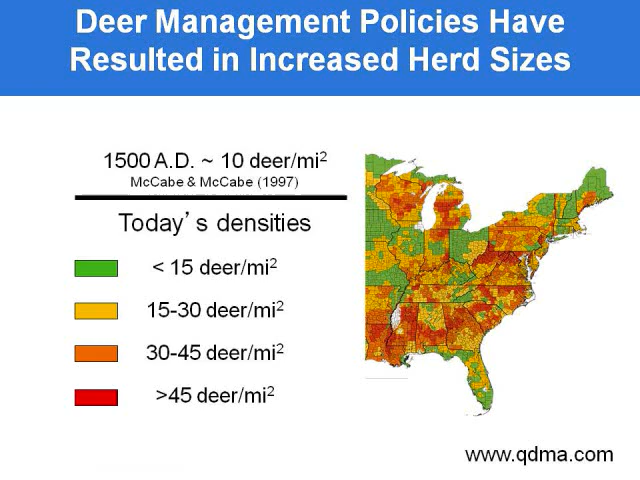 Deer Management Policies Have
Resulted in Increased Herd Sizes
1500 A.D. ~ 10 deer/mi²
McCabe & McCabe (1997)
Today’s densities
< 15 deer/mi²
15-30 deer/mi²
30-45 deer/mi²
>45 deer/mi²
www.qdma.com